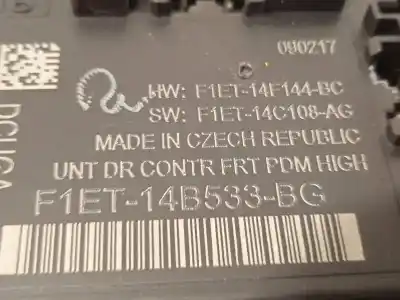 090217
HW: F1ET-14F144-BC
SW: F1ET-14C108-AG
MADE IN CZECH REPUBLIC
UNT DR CONTR FRT PDM HIGH
F1ET-14B533-BG